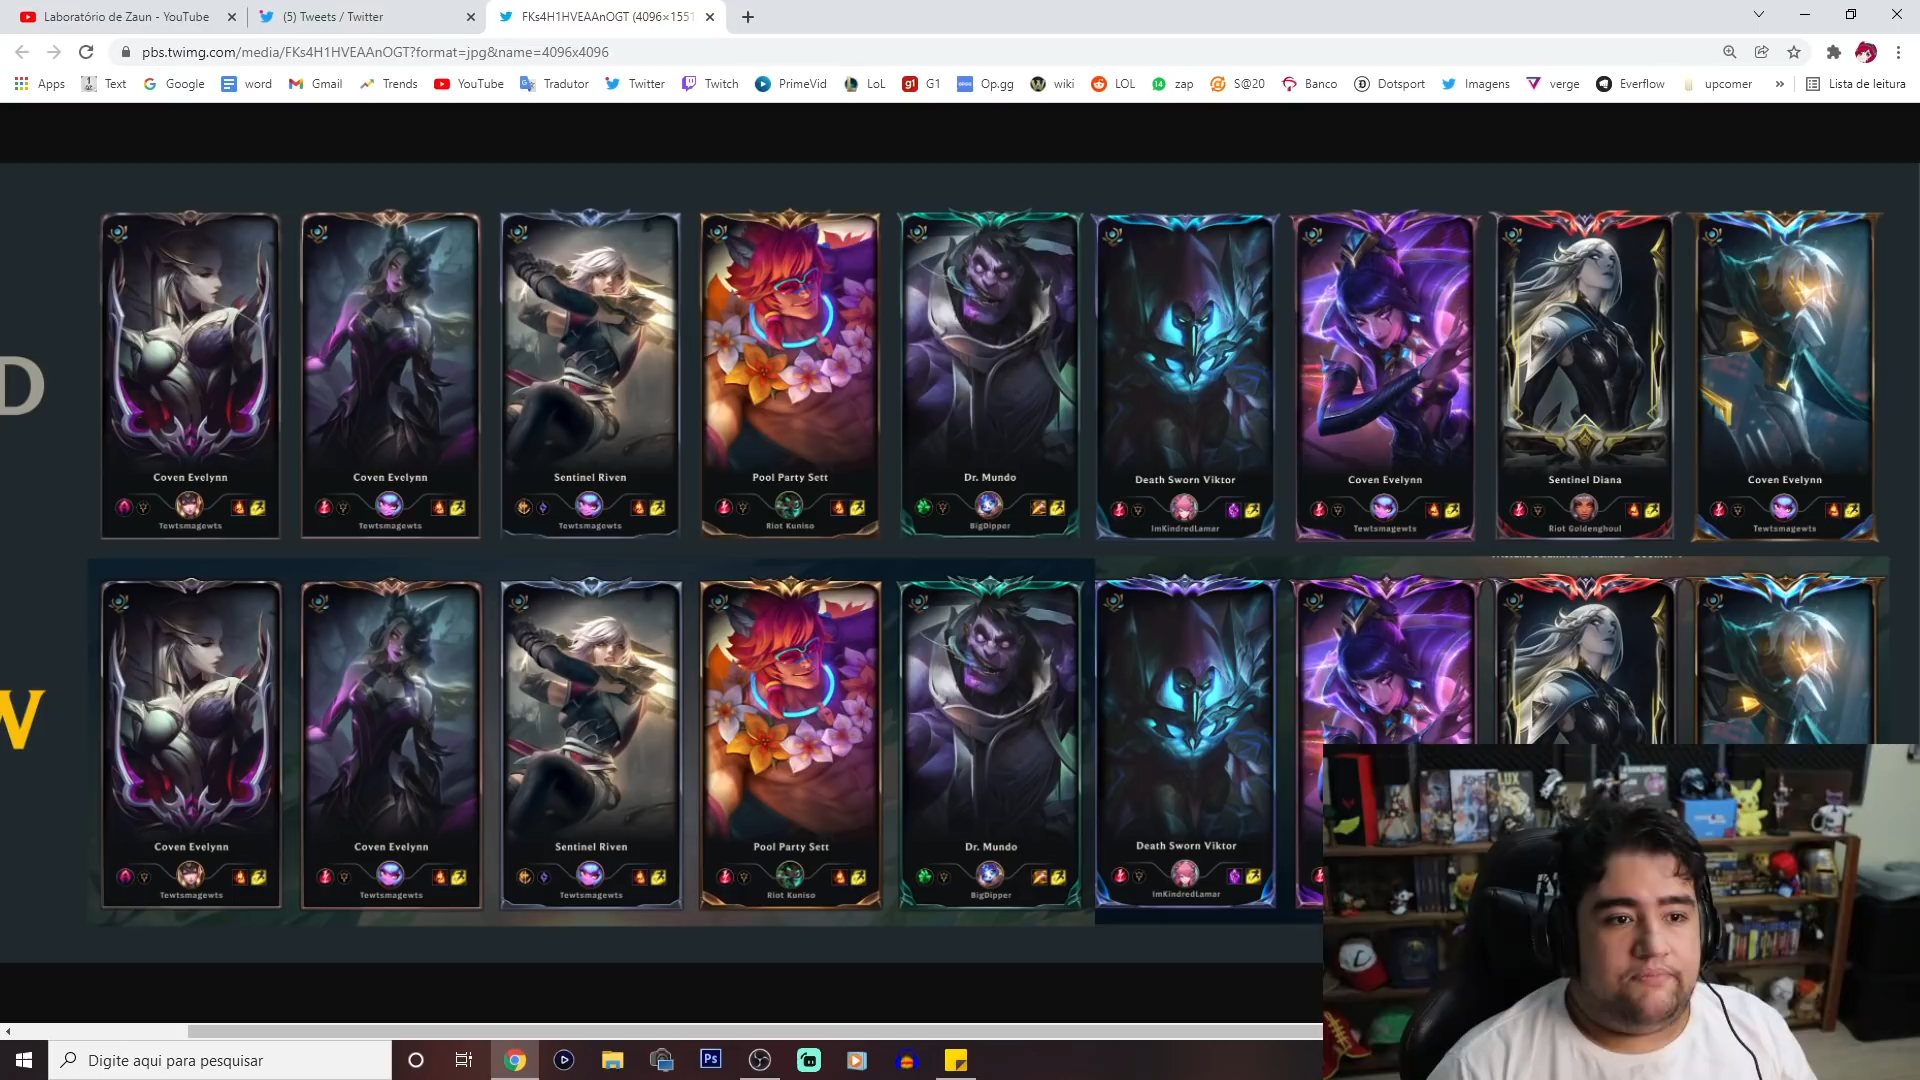 Laboratório de Zaun - YouTube
(5) Tweets / Twitter
FKs4H1HVEAAnOGT (4096×1551
pbs.twimg.com/media/FKs4H1HVEAAnOGT?format=jpg&name=4096x4096
Apps Text Google word Gmail Trends YouTube Tradutor Twitter Twitch PrimeVid LoL G1 Op.gg wiki LOL zap S@20 Banco Dotsport Imagens verge Everflow upcomer » Lista de leitura
D
Coven Evelynn Coven Evelynn Sentinel Riven Pool Party Sett Dr. Mundo Death Sworn Viktor Coven Evelynn Sentinel Diana Coven Evelynn
Tewtsmagewts Tewtsmagewts Tewtsmagewts Riot Kuniso BigDipper ImKindredLamar Tewtsmagewts Riot Goldenghoul Tewtsmagewts
W
Coven Evelynn Coven Evelynn Sentinel Riven Pool Party Sett Dr. Mundo Death Sworn Viktor
Tewtsmagewts Tewtsmagewts Tewtsmagewts Riot Kuniso BigDipper ImKindredLamar
ASHE LUX
Digite aqui para pesquisar
Ps